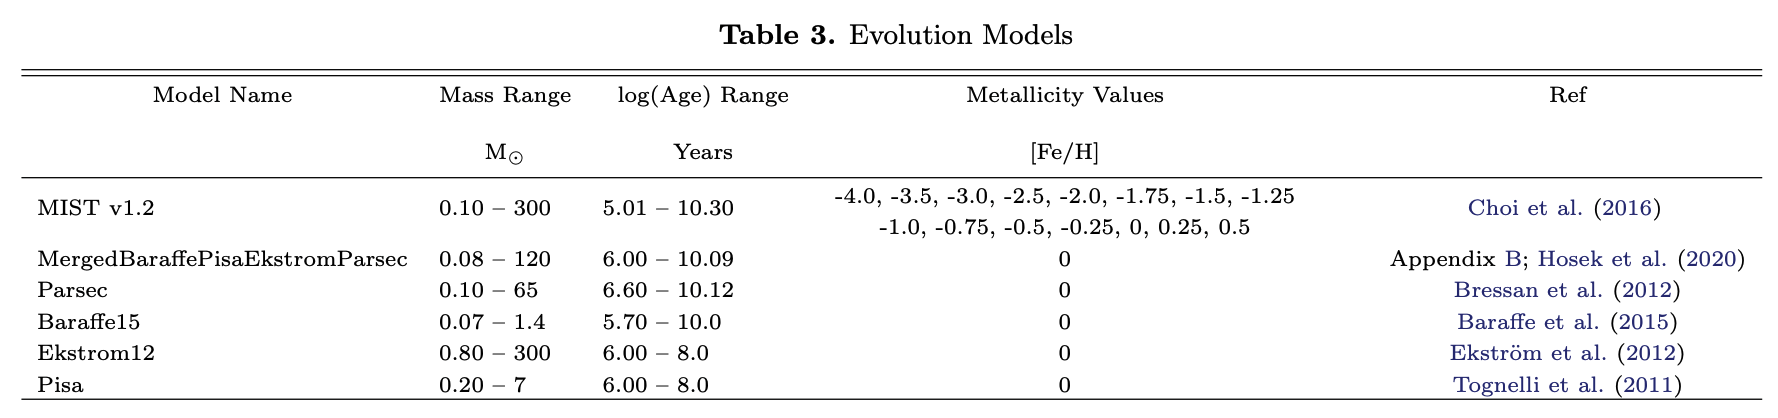 Table 3. Evolution Models
Model Name Mass Range log(Age) Range Metallicity Values Ref
M⊙ Years [Fe/H]
MIST v1.2 0.10 – 300 5.01 – 10.30 -4.0, -3.5, -3.0, -2.5, -2.0, -1.75, -1.5, -1.25 Choi et al. (2016)
-1.0, -0.75, -0.5, -0.25, 0, 0.25, 0.5
MergedBaraffePisaEkstromParsec 0.08 – 120 6.00 – 10.09 0 Appendix B; Hosek et al. (2020)
Parsec 0.10 – 65 6.60 – 10.12 0 Bressan et al. (2012)
Baraffe15 0.07 – 1.4 5.70 – 10.0 0 Baraffe et al. (2015)
Ekstrom12 0.80 – 300 6.00 – 8.0 0 Ekström et al. (2012)
Pisa 0.20 – 7 6.00 – 8.0 0 Tognelli et al. (2011)